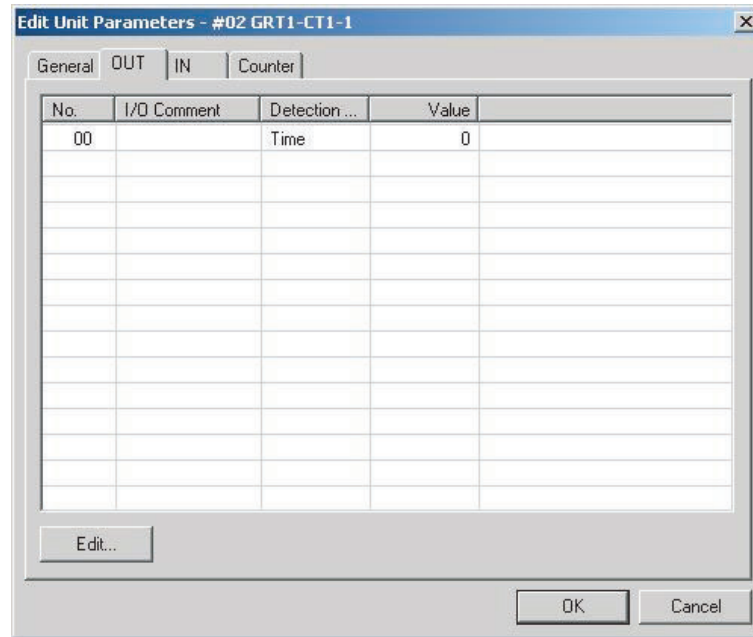 Edit Unit Parameters - #02 GRT1-CT1-1
General OUT IN Counter
No. I/O Comment Detection ... Value
00 Time 0
Edit...
OK Cancel